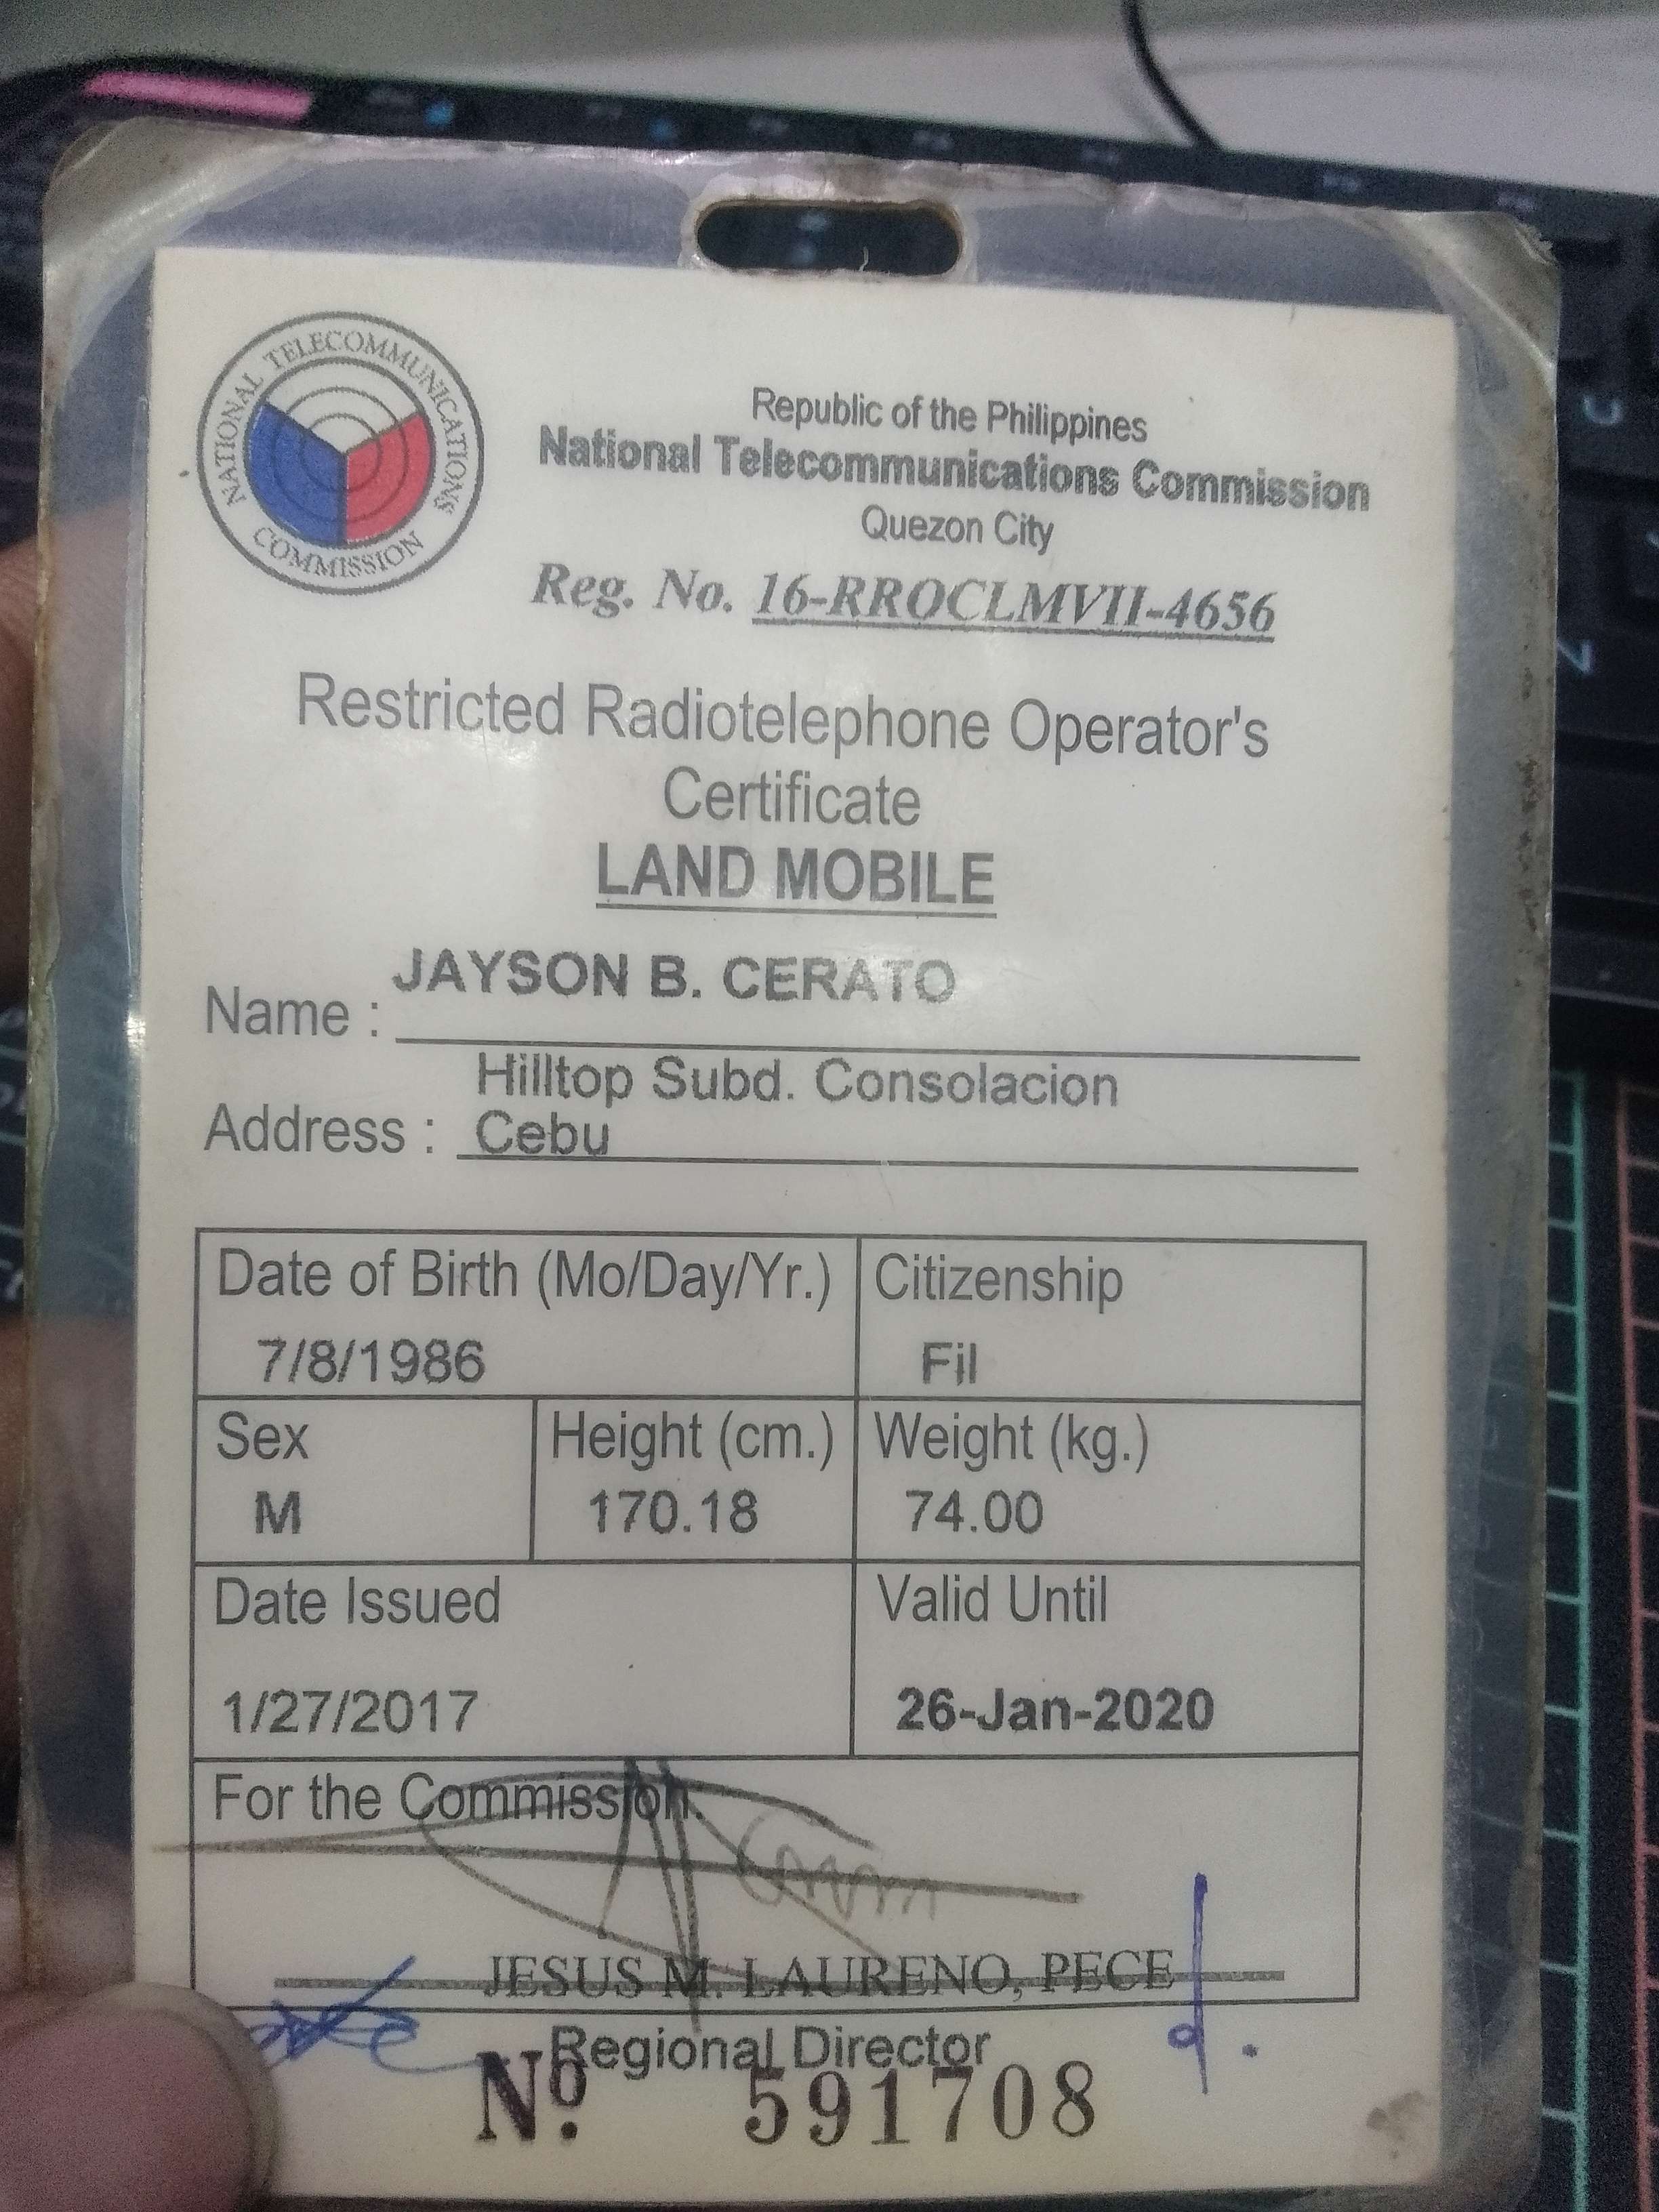 NATIONAL TELECOMMUNICATIONS
COMMISSION
Republic of the Philippines
National Telecommunications Commission
Quezon City
Reg. No. 16-RROCLMVII-4656
Restricted Radiotelephone Operator's
Certificate
LAND MOBILE
Name : JAYSON B. CERATO
Hilltop Subd. Consolacion
Address : Cebu
Date of Birth (Mo/Day/Yr.) Citizenship
7/8/1986 Fil
Sex Height (cm.) Weight (kg.)
M 170.18 74.00
Date Issued Valid Until
1/27/2017 26-Jan-2020
For the Commission.
JESUS M. LAURENO, PECE
Regional Director
Nº. 591708